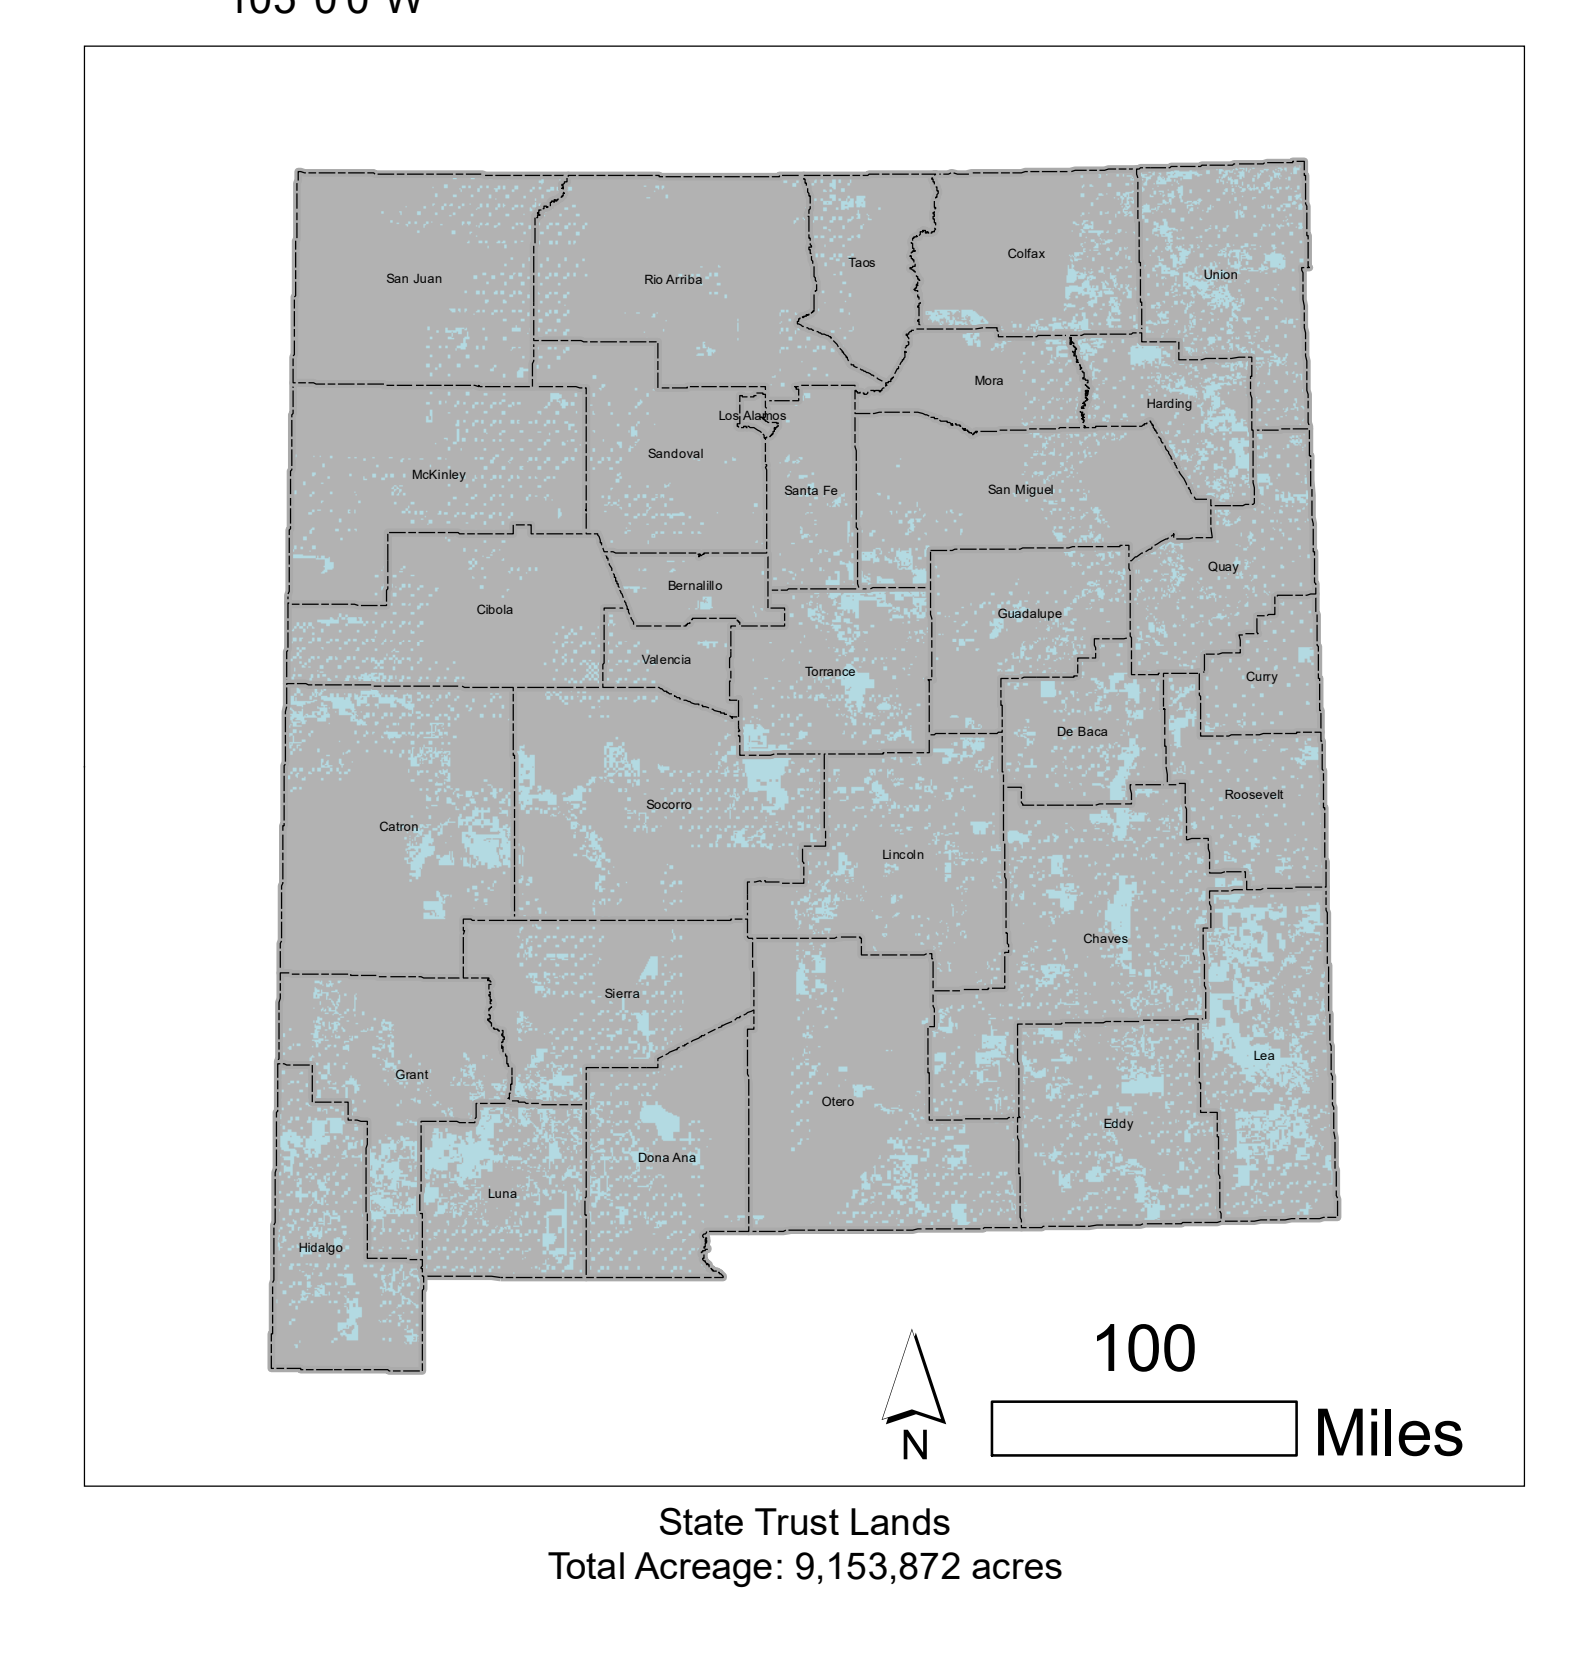 San Juan
Rio Arriba
Taos
Colfax
Union
Mora
Harding
Los Alamos
Sandoval
McKinley
Santa Fe
San Miguel
Quay
Bernalillo
Cibola
Guadalupe
Valencia
Torrance
Curry
De Baca
Roosevelt
Socorro
Catron
Lincoln
Chaves
Sierra
Lea
Grant
Otero
Eddy
Dona Ana
Luna
Hidalgo
100
Miles
N
State Trust Lands
Total Acreage: 9,153,872 acres